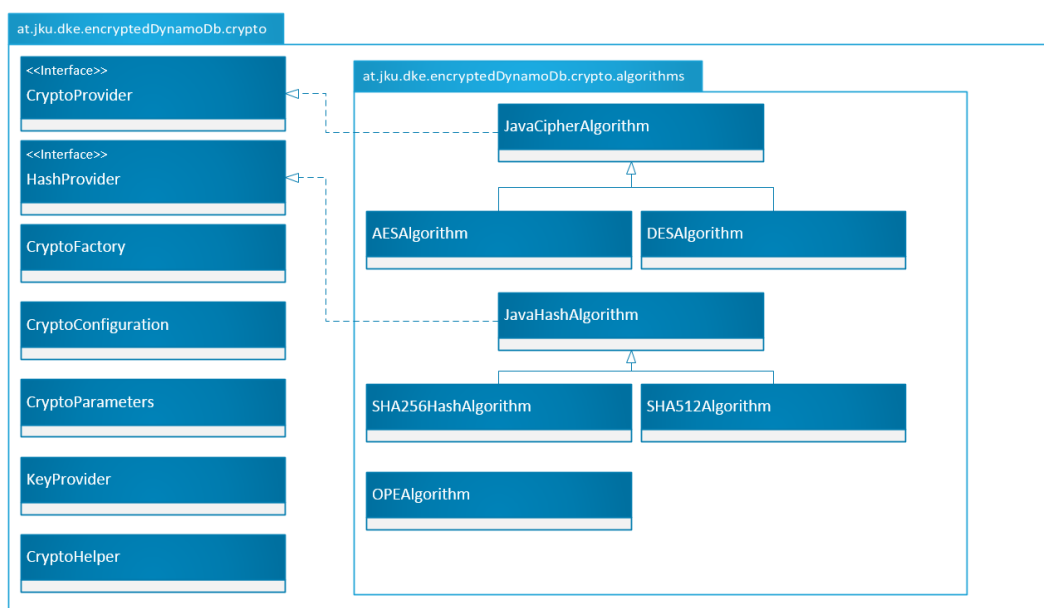 at.jku.dke.encryptedDynamoDb.crypto
<<Interface>>
CryptoProvider
<<Interface>>
HashProvider
CryptoFactory
CryptoConfiguration
CryptoParameters
KeyProvider
CryptoHelper
at.jku.dke.encryptedDynamoDb.crypto.algorithms
JavaCipherAlgorithm
AESAlgorithm
DESAlgorithm
JavaHashAlgorithm
SHA256HashAlgorithm
SHA512Algorithm
OPEAlgorithm